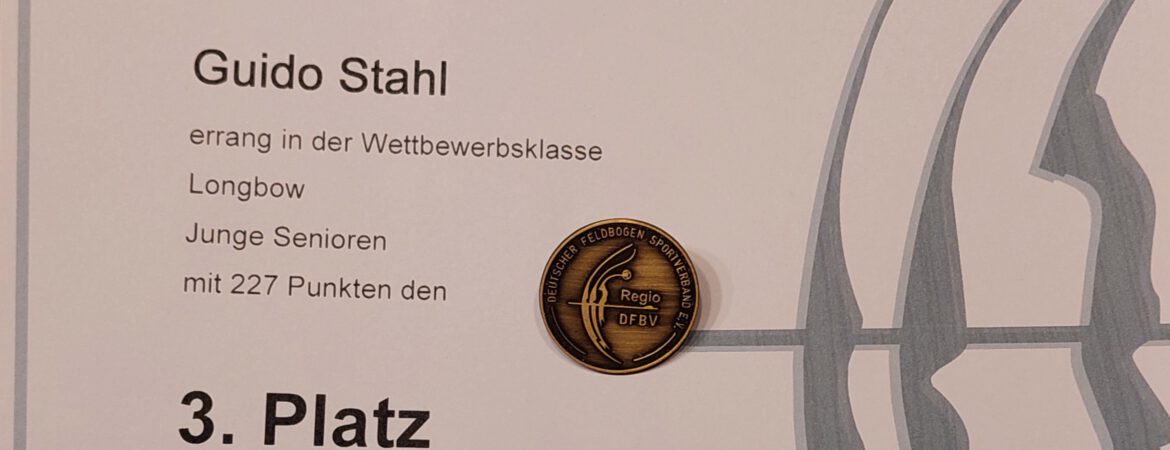 Guido Stahl
errang in der Wettbewerbsklasse
Longbow
Junge Senioren
mit 227 Punkten den
DEUTSCHER FELDBOGEN SPORTVERBAND E.V.
Regio
DFBV
3. Platz